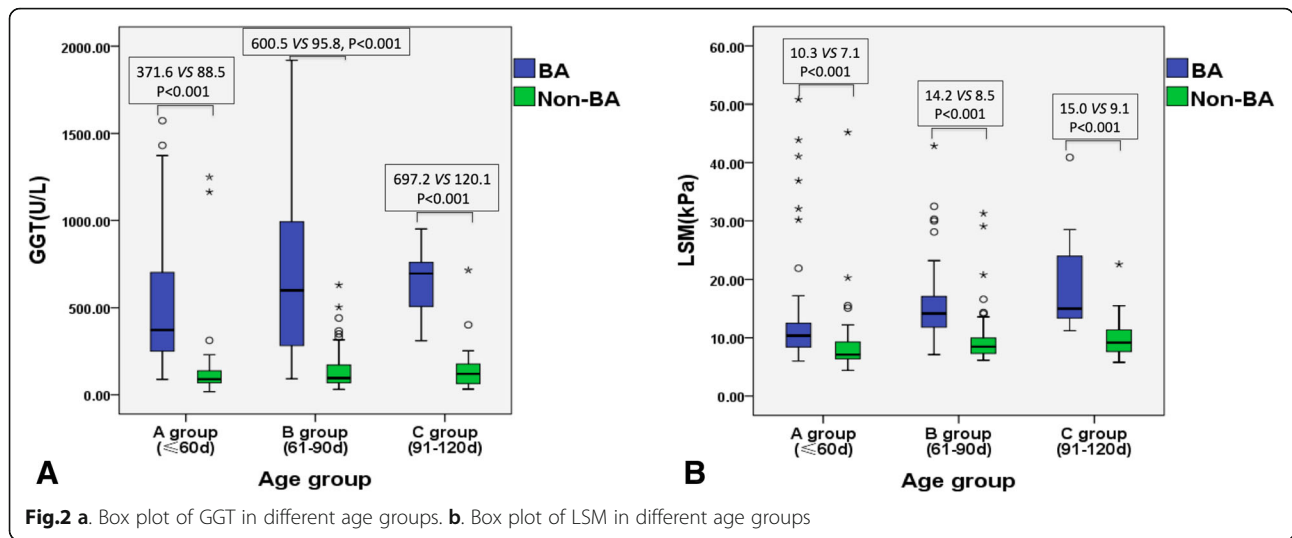 2000.00
1500.00
1000.00
500.00
0.00
GGT(U/L)
371.6 VS 88.5
P<0.001
600.5 VS 95.8, P<0.001
697.2 VS 120.1
P<0.001
BA
Non-BA
A group
(≤60d)
B group
(61-90d)
C group
(91-120d)
Age group
A
60.00
50.00
40.00
30.00
20.00
10.00
0.00
LSM(kPa)
10.3 VS 7.1
P<0.001
14.2 VS 8.5
P<0.001
15.0 VS 9.1
P<0.001
BA
Non-BA
A group
(≤60d)
B group
(61-90d)
C group
(91-120d)
Age group
B
Fig.2 a. Box plot of GGT in different age groups. b. Box plot of LSM in different age groups